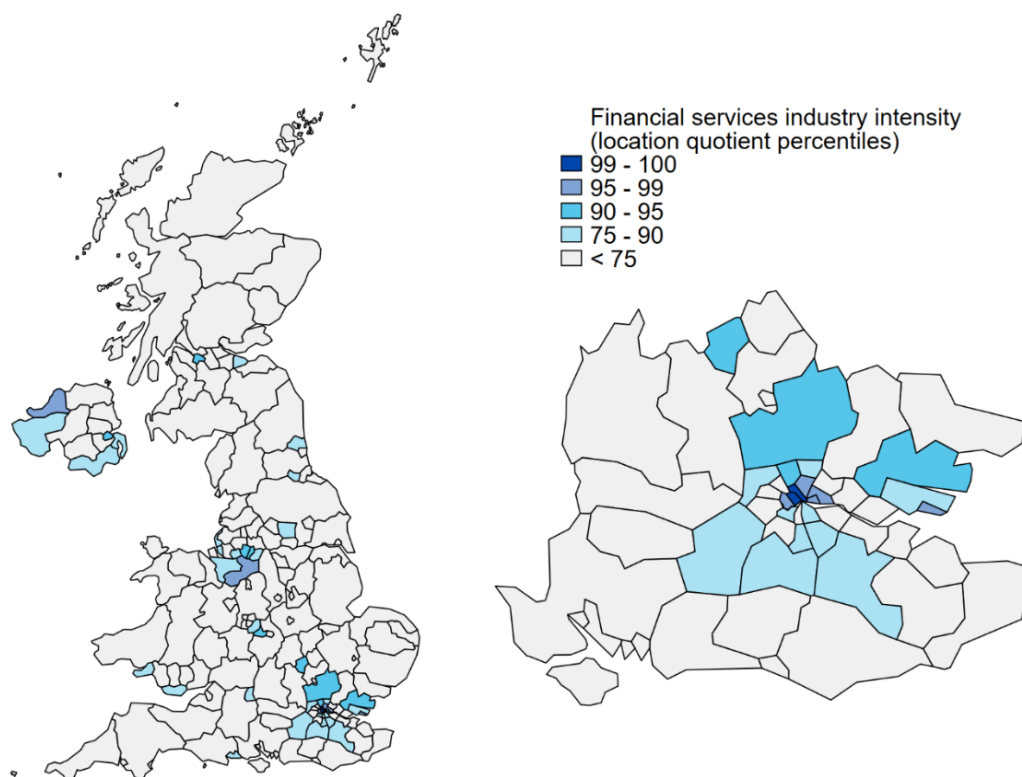 Financial services industry intensity
(location quotient percentiles)
99 - 100
95 - 99
90 - 95
75 - 90
< 75